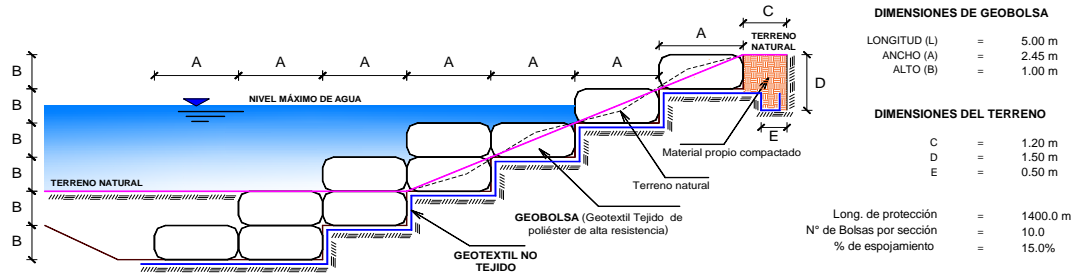 C
A
TERRENO
NATURAL
A
A
A
A
A
B
B
B
B
B
B
D
E
NIVEL MÁXIMO DE AGUA
TERRENO NATURAL
Material propio compactado
Terreno natural
GEOBOLSA (Geotextil Tejido de
poliéster de alta resistencia)
GEOTEXTIL NO
TEJIDO
DIMENSIONES DE GEOBOLSA
LONGITUD (L) = 5.00 m
ANCHO (A) = 2.45 m
ALTO (B) = 1.00 m
DIMENSIONES DEL TERRENO
C = 1.20 m
D = 1.50 m
E = 0.50 m
Long. de protección = 1400.0 m
N° de Bolsas por sección = 10.0
% de espojamiento = 15.0%